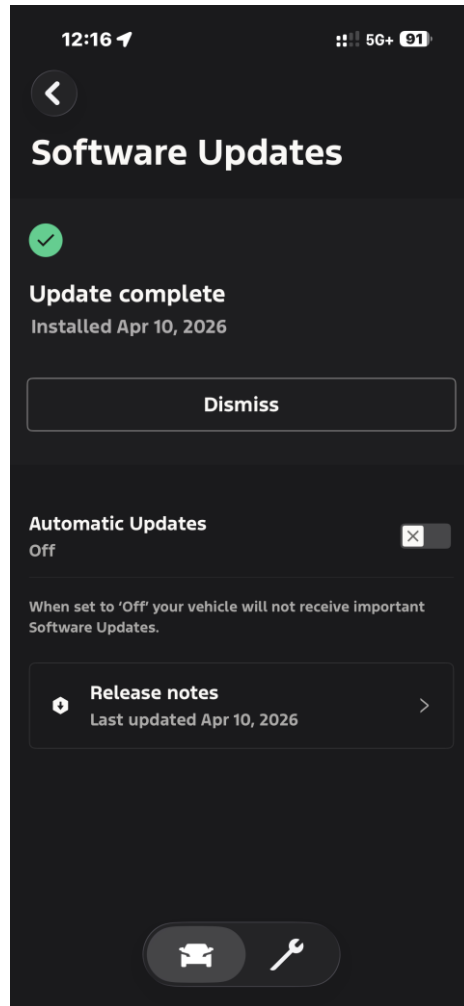 12:16
5G+ 91
Software Updates
Update complete
Installed Apr 10, 2026
Dismiss
Automatic Updates
Off
When set to ‘Off’ your vehicle will not receive important
Software Updates.
Release notes
Last updated Apr 10, 2026